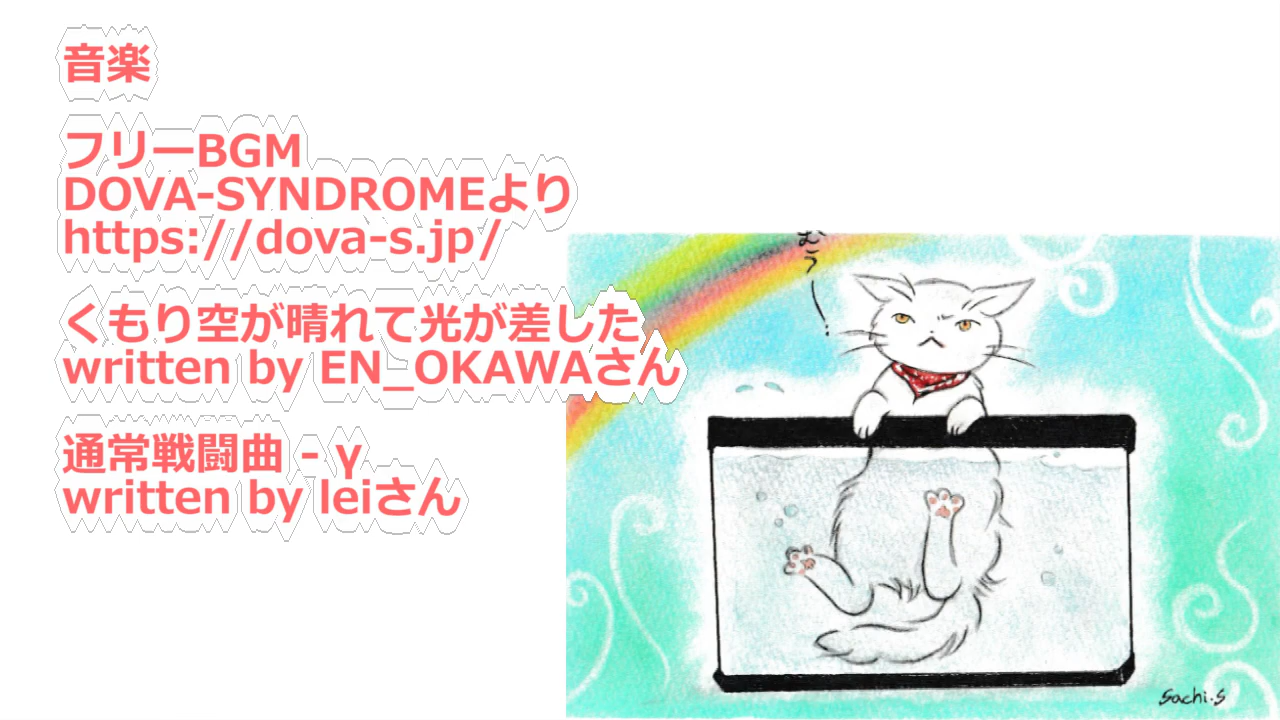 音楽
フリーBGM
DOVA-SYNDROMEより
https://dova-s.jp/
くもり空が晴れて光が差した
written by EN_OKAWAさん
通常戦闘曲 - γ
written by leiさん
むぅ
Sachi.S